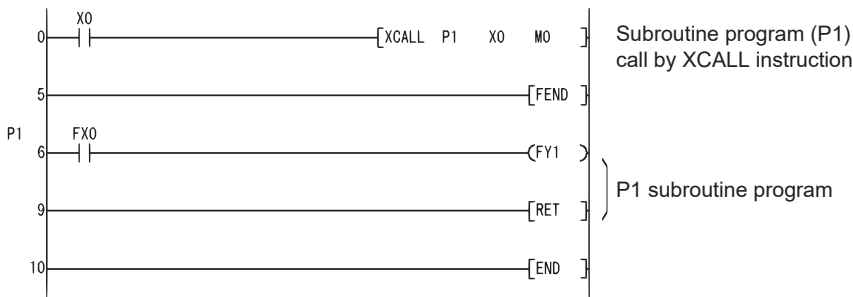 X0
0 [XCALL P1 X0 M0 ]
Subroutine program (P1)
call by XCALL instruction
5 [FEND ]
P1 FX0
6 (FY1 )
P1 subroutine program
9 [RET ]
10 [END ]